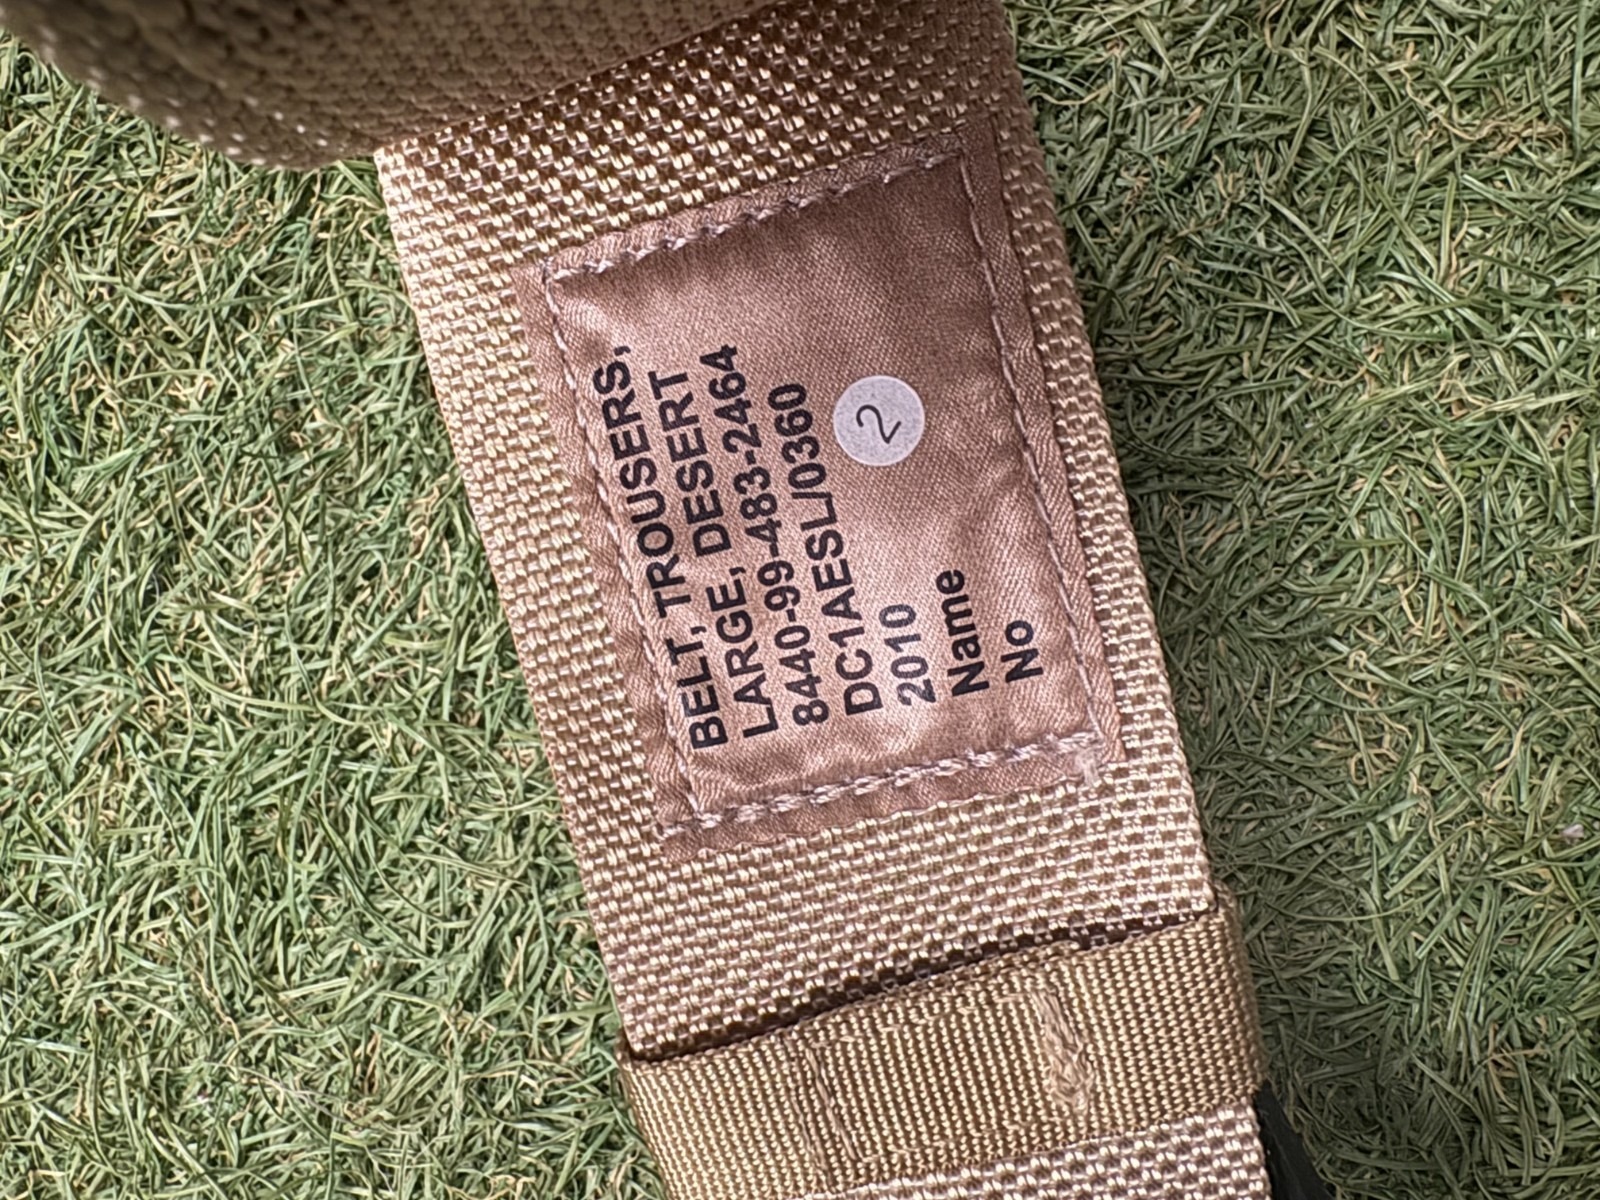 BELT, TROUSERS,
LARGE, DESERT
8440-99-483-2464
DC1AESL/0360
2010
2
Name
No